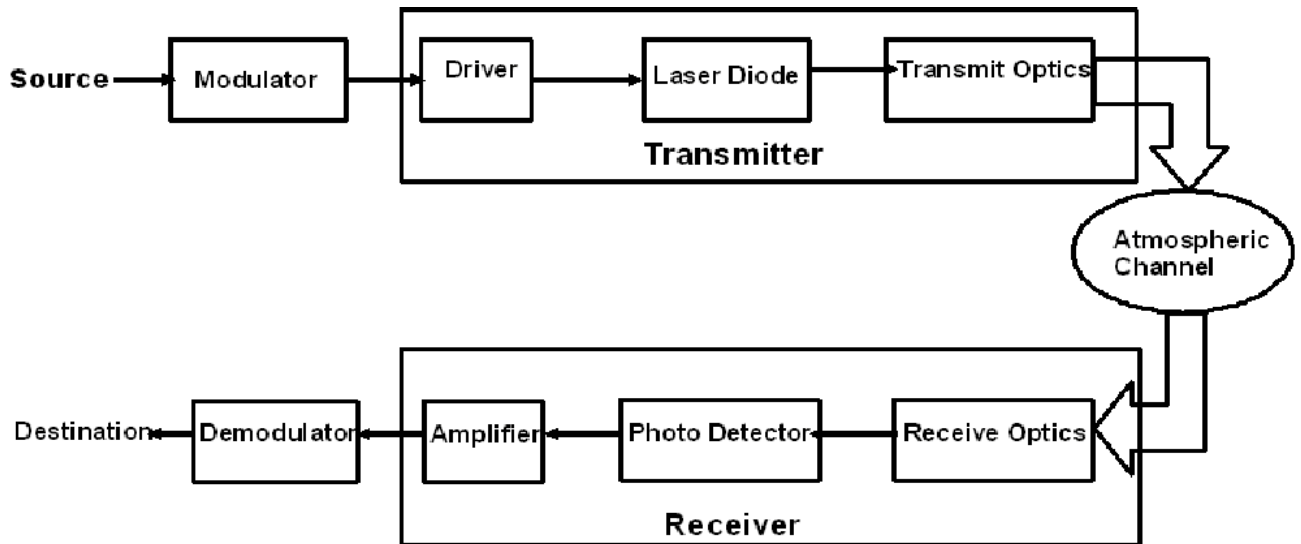 Source
Modulator
Driver
Laser Diode
Transmit Optics
Transmitter
Atmospheric
Channel
Destination
Demodulator
Amplifier
Photo Detector
Receive Optics
Receiver